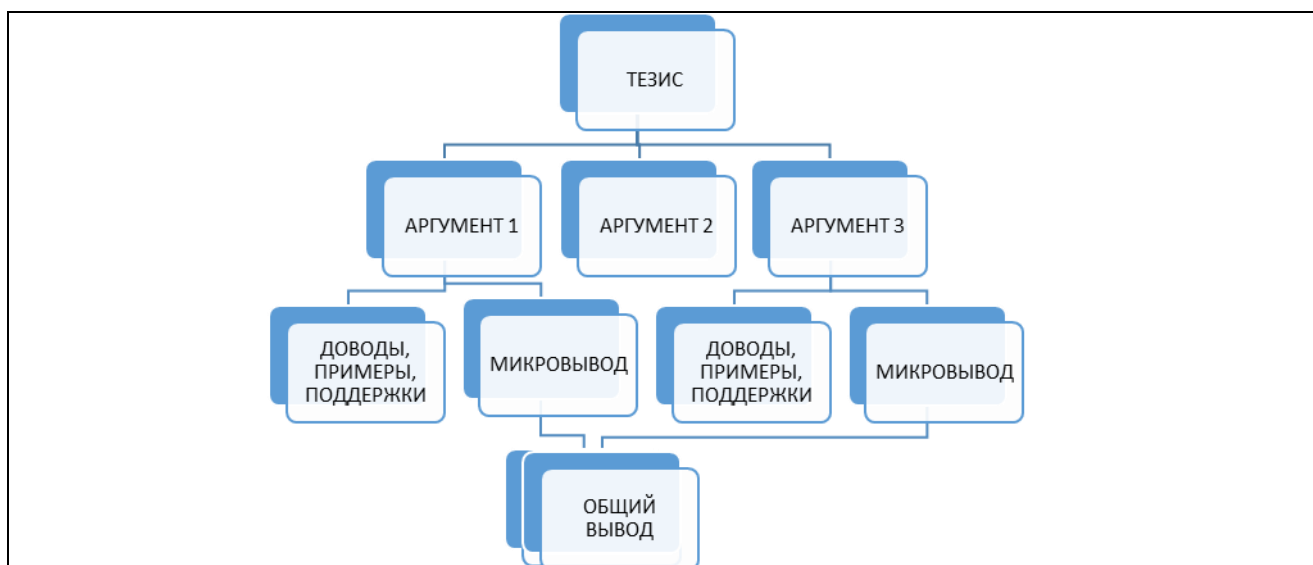 ТЕЗИС
АРГУМЕНТ 1
АРГУМЕНТ 2
АРГУМЕНТ 3
ДОВОДЫ,
ПРИМЕРЫ,
ПОДДЕРЖКИ
МИКРОВЫВОД
ДОВОДЫ,
ПРИМЕРЫ,
ПОДДЕРЖКИ
МИКРОВЫВОД
ОБЩИЙ
ВЫВОД